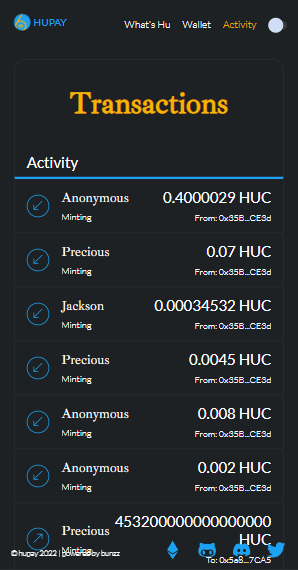 HUPAY What's Hu Wallet Activity
Transactions
Activity
Anonymous 0.4000029 HUC
Minting From: 0x35B...CE3d
Precious 0.07 HUC
Minting From: 0x35B...CE3d
Jackson 0.00034532 HUC
Minting From: 0x35B...CE3d
Precious 0.0045 HUC
Minting From: 0x35B...CE3d
Anonymous 0.008 HUC
Minting From: 0x35B...CE3d
Anonymous 0.002 HUC
Minting From: 0x35B...CE3d
Precious 453200000000000000 HUC
Minting To: 0x5a8...7CA5
© hupay 2022 | powered by bunzz